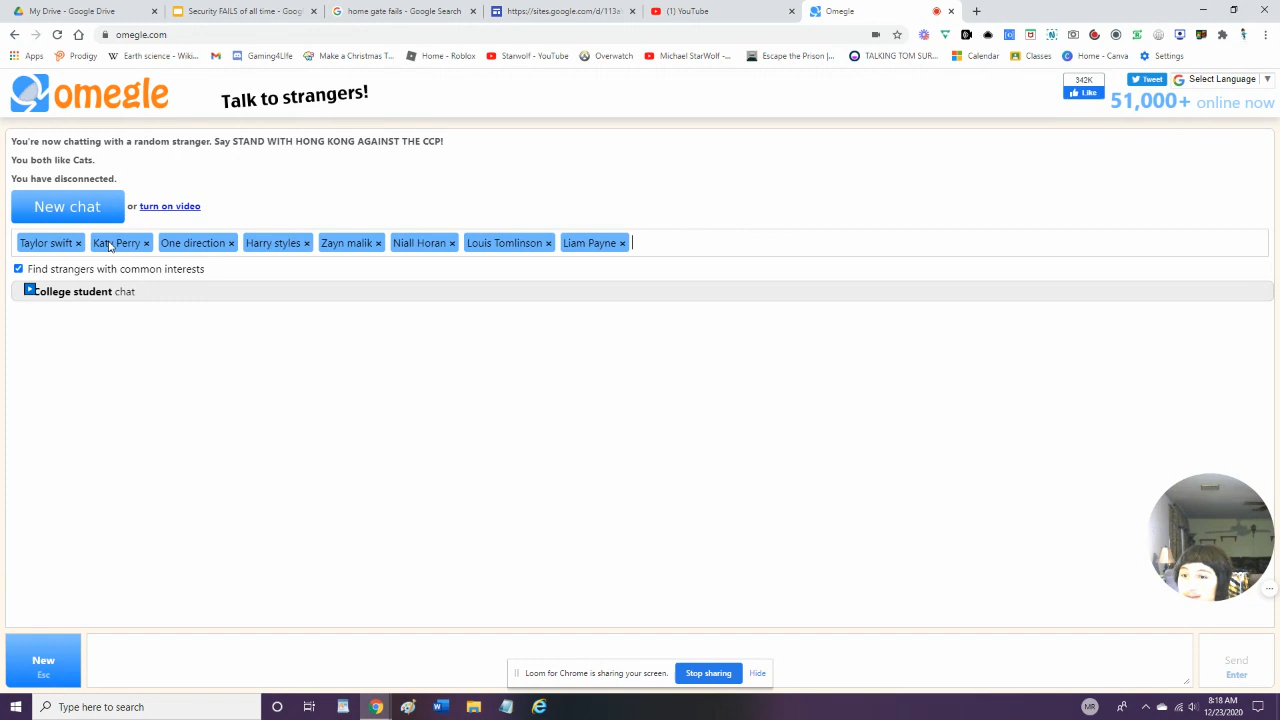 My Drive - Google Drive
Security FAILS of all time - Goog
home gate fails - Google Search
https://sites.google.com/d/113a
(1) YouTube
Omegle
omegle.com
Apps
Prodigy
Earth science - Wiki...
Gaming4Life
Make a Christmas T...
Home - Roblox
Starwolf - YouTube
Overwatch
Michael StarWolf -...
Escape the Prison |...
TALKING TOM SUR...
Calendar
Classes
Home - Canva
Settings
omegle
Talk to strangers!
342K
Like
Tweet
Select Language
51,000+ online now
You're now chatting with a random stranger. Say STAND WITH HONG KONG AGAINST THE CCP!
You both like Cats.
You have disconnected.
New chat or turn on video
Taylor swift × Katy Perry × One direction × Harry styles × Zayn malik × Niall Horan × Louis Tomlinson × Liam Payne ×
Find strangers with common interests
College student chat
New
Esc
Loom for Chrome is sharing your screen.
Stop sharing
Hide
Send
Enter
Type here to search
MR
8:18 AM
12/23/2020